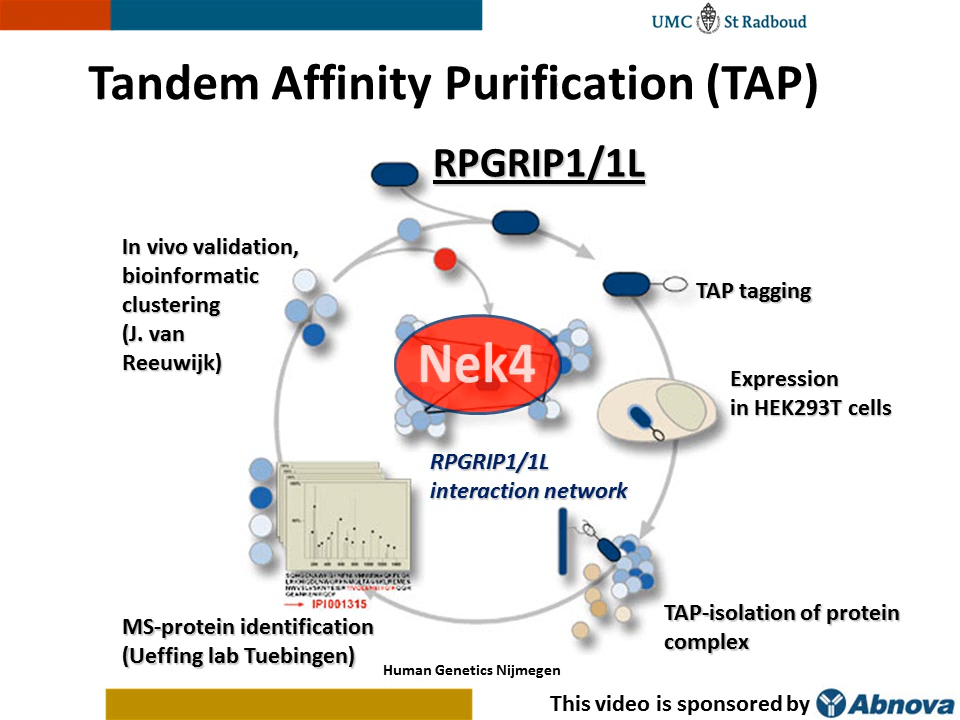 UMC St Radboud
Tandem Affinity Purification (TAP)
RPGRIP1/1L
In vivo validation,
bioinformatic
clustering
(J. van
Reeuwijk)
TAP tagging
Nek4
Expression
in HEK293T cells
RPGRIP1/1L
interaction network
IPI001315
MS-protein identification
(Ueffing lab Tuebingen)
TAP-isolation of protein
complex
Human Genetics Nijmegen
This video is sponsored by Abnova